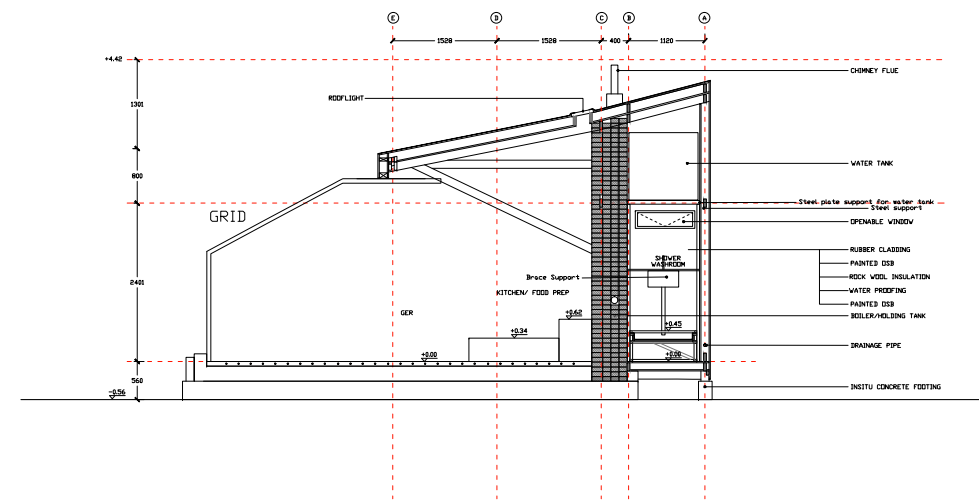 E D C B A
1528 1528 400 1120
+4.42
CHIMNEY FLUE
ROOFLIGHT
1301
WATER TANK
800
Steel plate support for water tank
Steel support
GRID
OPENABLE WINDOW
RUBBER CLADDING
SHOWER
WASHROOM
PAINTED OSB
Brace Support
ROCK WOOL INSULATION
2401
KITCHEN/ FOOD PREP
WATER PROOFING
PAINTED OSB
GER
+0.62
BOILER/HOLDING TANK
+0.34
+0.45
DRAINAGE PIPE
+0.00
+0.00
560
INSITU CONCRETE FOOTING
-0.56